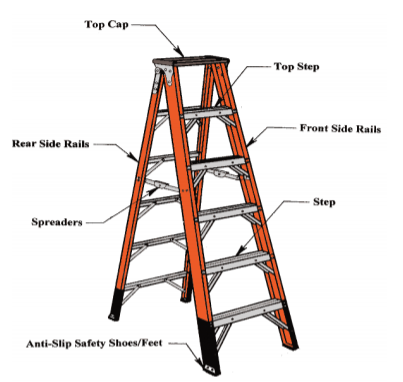 Top Cap
Top Step
Front Side Rails
Rear Side Rails
Step
Spreaders
Anti-Slip Safety Shoes/Feet